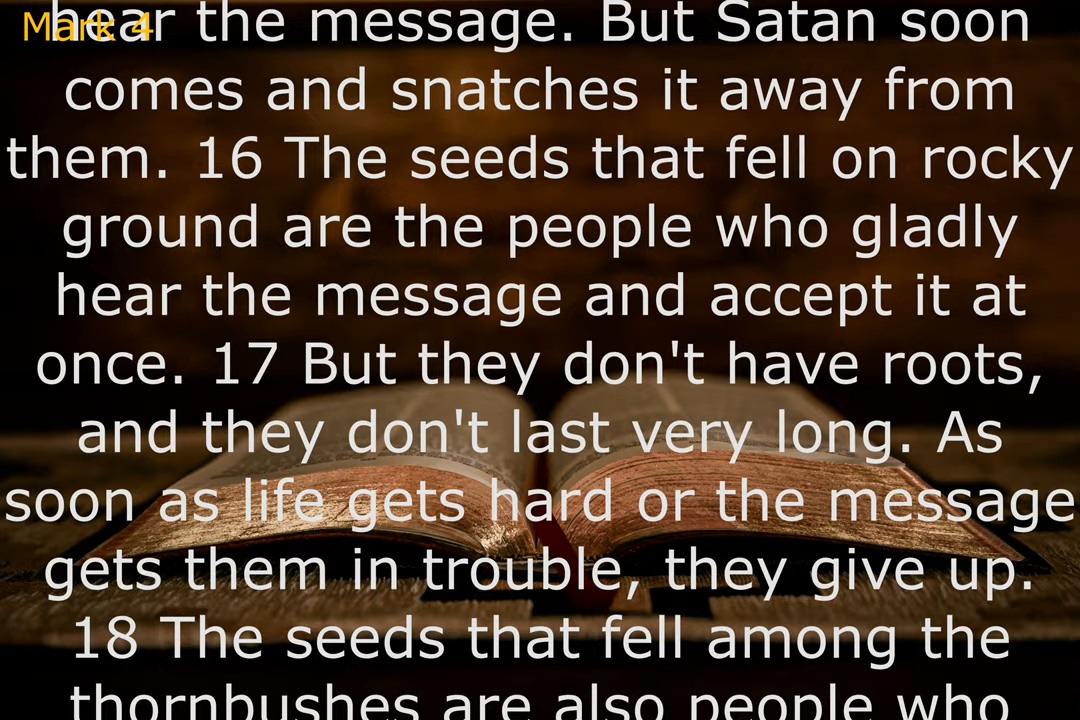 Mark 4
hear the message. But Satan soon
comes and snatches it away from
them. 16 The seeds that fell on rocky
ground are the people who gladly
hear the message and accept it at
once. 17 But they don't have roots,
and they don't last very long. As
soon as life gets hard or the message
gets them in trouble, they give up.
18 The seeds that fell among the
thornbushes are also people who